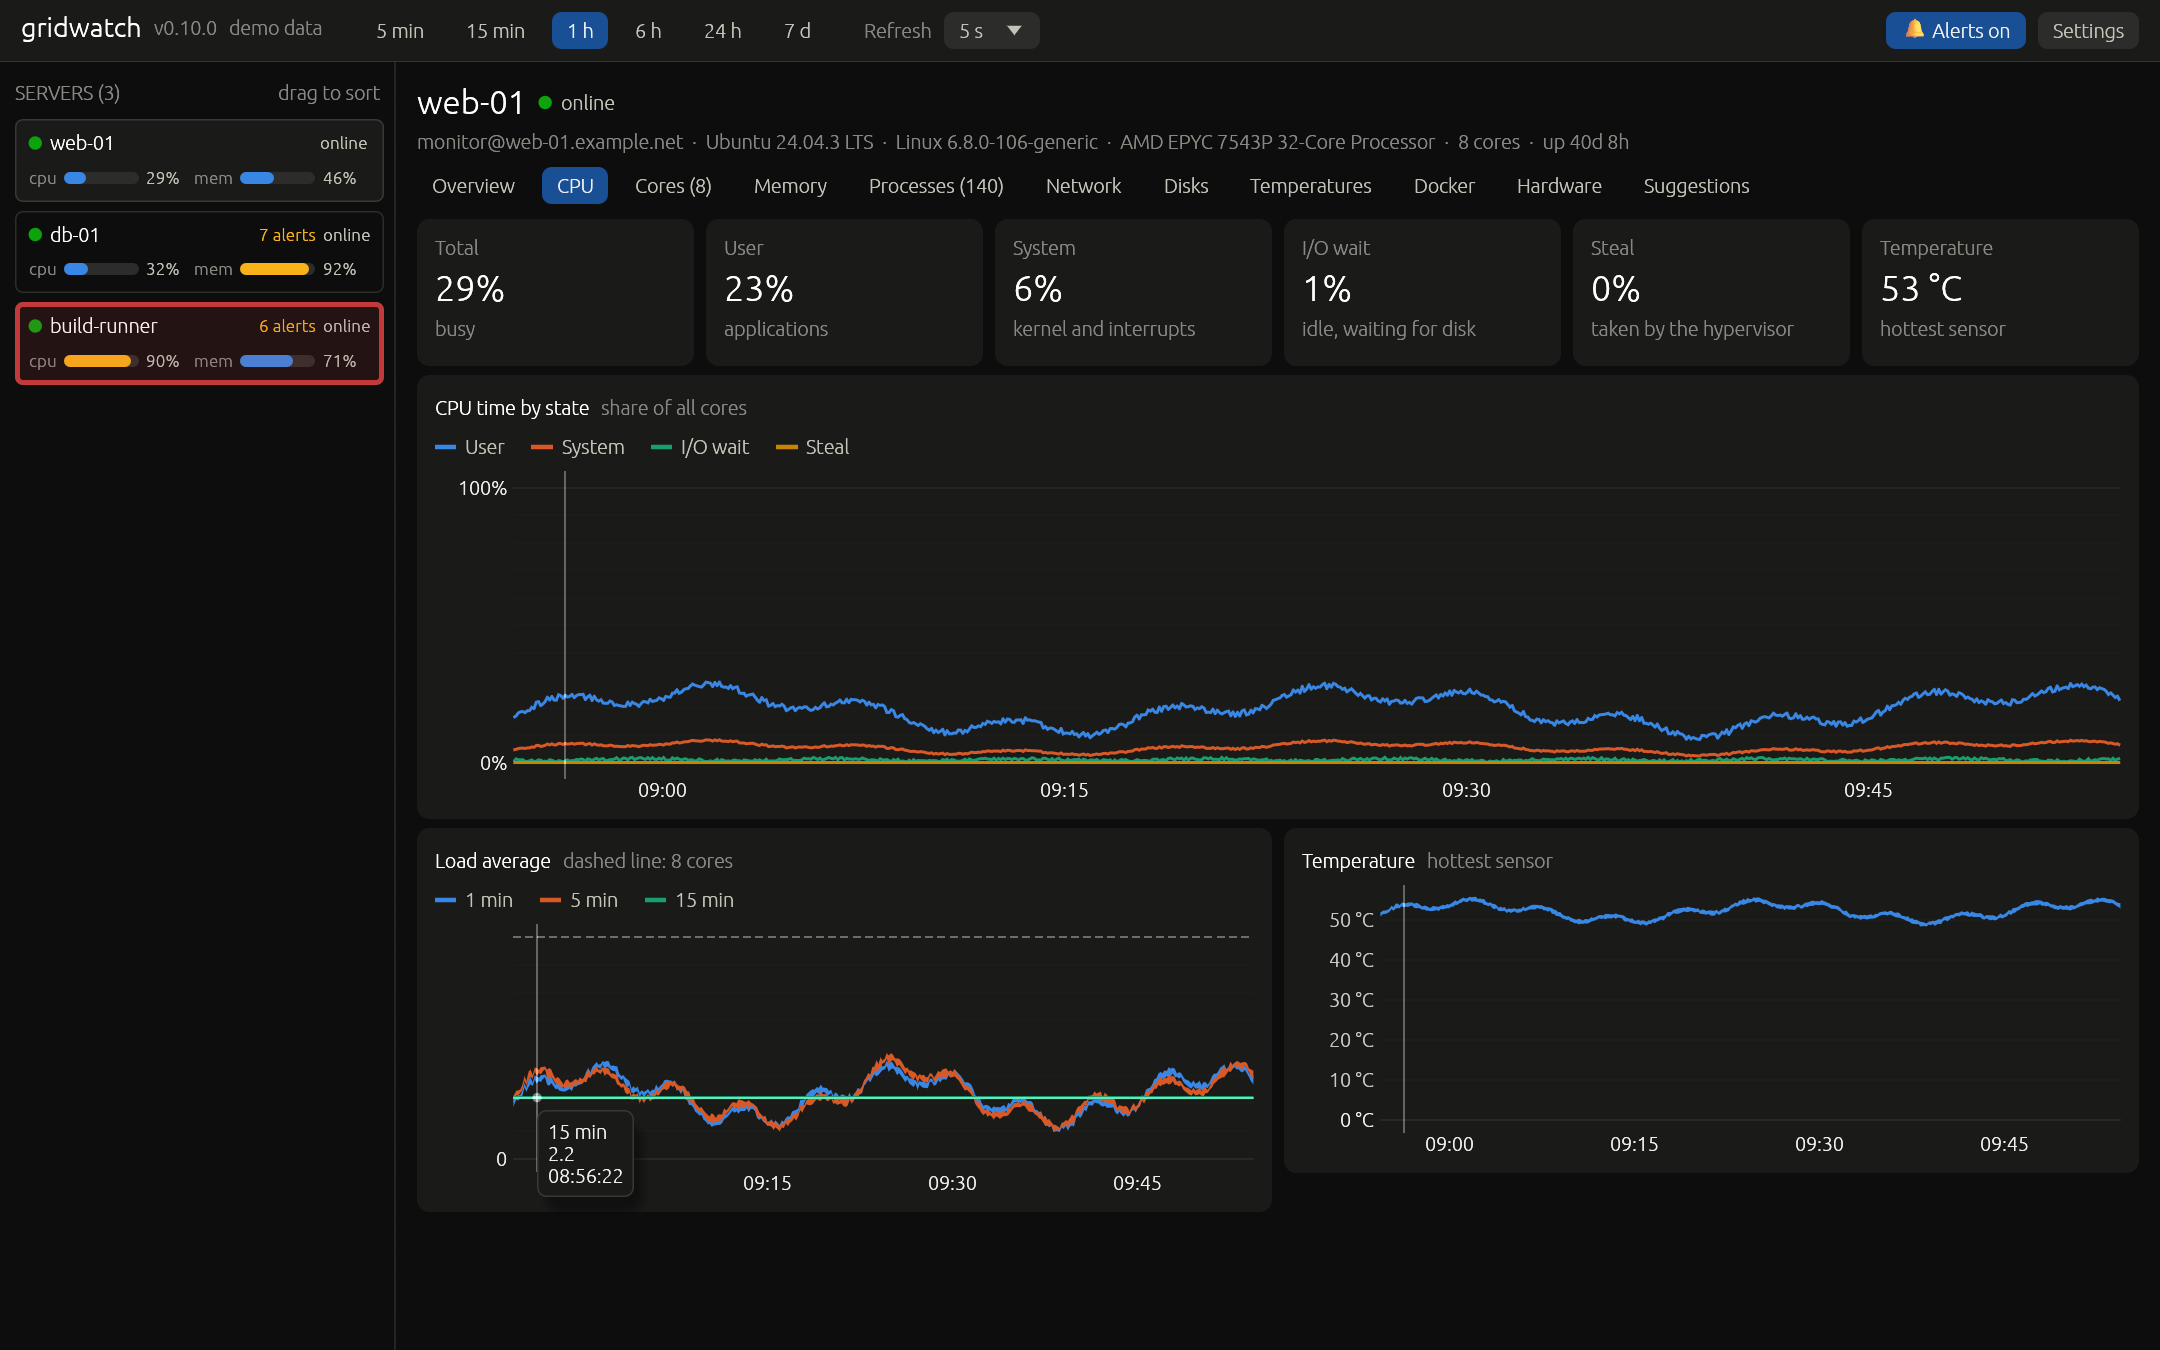 gridwatch v0.10.0 demo data 5 min 15 min 1 h 6 h 24 h 7 d Refresh 5 s Alerts on Settings
SERVERS (3) drag to sort
web-01 online
cpu 29% mem 46%
db-01 7 alerts online
cpu 32% mem 92%
build-runner 6 alerts online
cpu 90% mem 71%
web-01 online
monitor@web-01.example.net · Ubuntu 24.04.3 LTS · Linux 6.8.0-106-generic · AMD EPYC 7543P 32-Core Processor · 8 cores · up 40d 8h
Overview CPU Cores (8) Memory Processes (140) Network Disks Temperatures Docker Hardware Suggestions
Total
29%
busy
User
23%
applications
System
6%
kernel and interrupts
I/O wait
1%
idle, waiting for disk
Steal
0%
taken by the hypervisor
Temperature
53 °C
hottest sensor
CPU time by state share of all cores
User System I/O wait Steal
100%
0%
09:00 09:15 09:30 09:45
Load average dashed line: 8 cores
1 min 5 min 15 min
0
15 min
2.2
08:56:22
09:15 09:30 09:45
Temperature hottest sensor
50 °C
40 °C
30 °C
20 °C
10 °C
0 °C
09:00 09:15 09:30 09:45